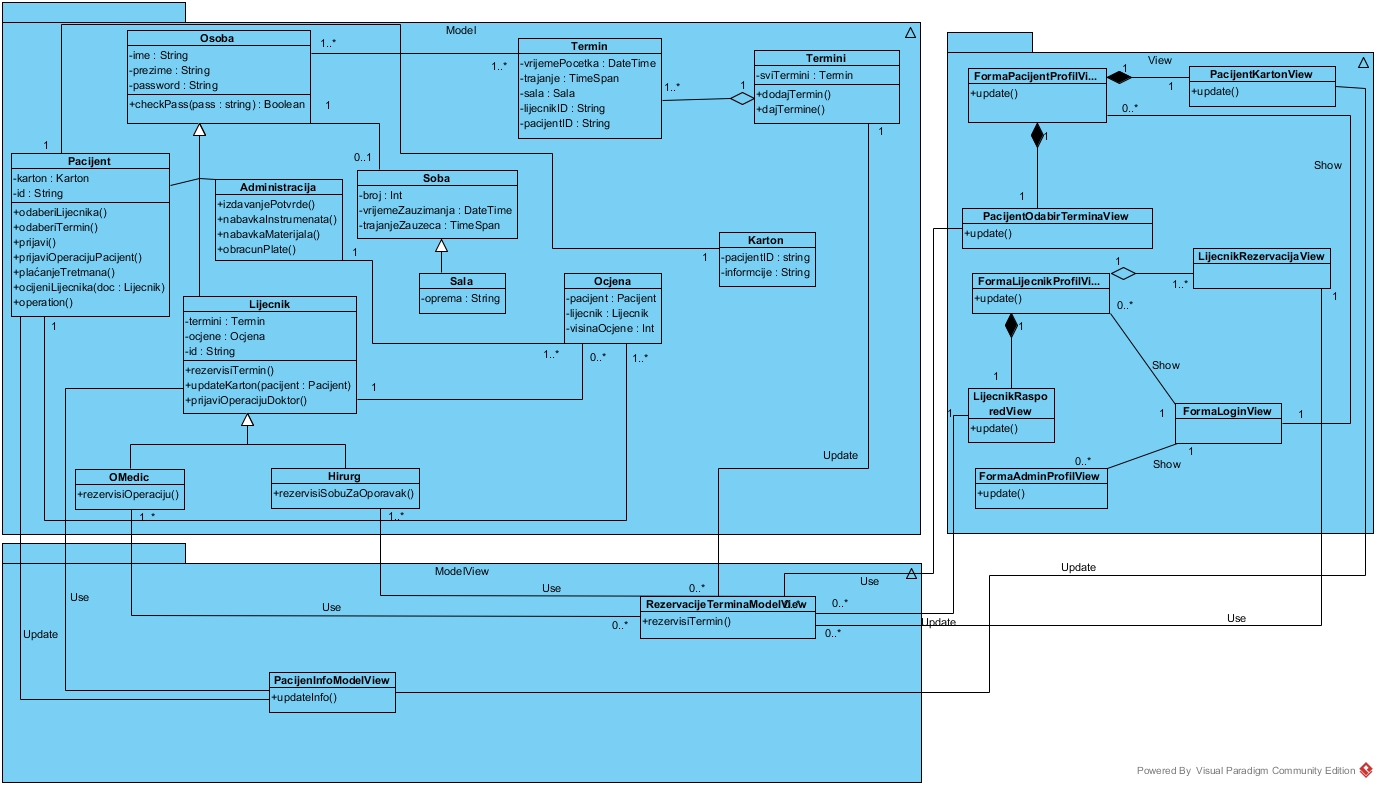 Model
Osoba
-ime : String
-prezime : String
-password : String
+checkPass(pass : string) : Boolean
1..*
1..*
1
Termin
-vrijemePocetka : DateTime
-trajanje : TimeSpan
-sala : Sala
-lijecnikID : String
-pacijentID : String
1..*
1
Termini
-sviTermini : Termin
+dodajTermin()
+dajTermine()
1
1
Pacijent
-karton : Karton
-id : String
+odaberiLijecnika()
+odaberiTermin()
+prijavi()
+prijaviOperacijuPacijent()
+plaćanjeTretmana()
+ocijeniLijecnika(doc : Lijecnik)
+operation()
1
Administracija
+izdavanjePotvrde()
+nabavkaInstrumenata()
+nabavkaMaterijala()
+obracunPlate()
1
0..1
Soba
-broj : Int
-vrijemeZauzimanja : DateTime
-trajanjeZauzeca : TimeSpan
Sala
-oprema : String
1
Karton
-pacijentID : string
-informcije : String
Ocjena
-pacijent : Pacijent
-lijecnik : Lijecnik
-visinaOcjene : Int
1..*
0..*
1..*
Lijecnik
-termini : Termin
-ocjene : Ocjena
-id : String
+rezervisiTermin()
+updateKarton(pacijent : Pacijent)
+prijaviOperacijuDoktor()
1
OMedic
+rezervisiOperaciju()
1..*
Hirurg
+rezervisiSobuZaOporavak()
1..*
Update
View
FormaPacijentProfilVi...
+update()
1
1
PacijentKartonView
+update()
0..*
1
1
Show
PacijentOdabirTerminaView
+update()
FormaLijecnikProfilVi...
+update()
1
1..*
LijecnikRezervacijaView
1
0..*
1
1
Show
LijecnikRaspo
redView
+update()
1
1
FormaLoginView
1
1
0..*
Show
FormaAdminProfilView
+update()
ModelView
Use
Update
Use
Use
0..*
0..*
RezervacijeTerminaModelView
0..*
+rezervisiTermin()
Use
0..*
0..*
Update
Update
Use
PacijenInfoModelView
+updateInfo()
Powered By Visual Paradigm Community Edition